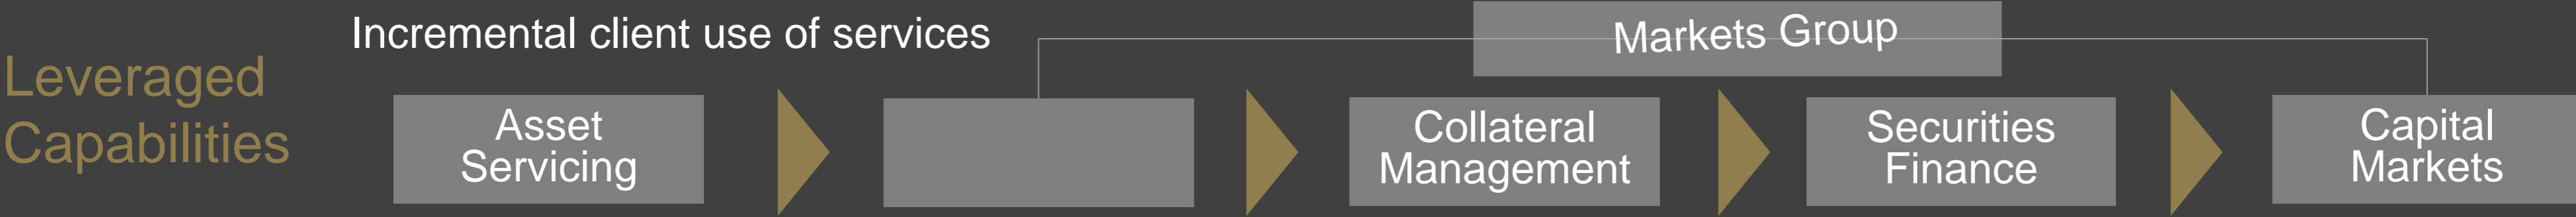 Leveraged
Capabilities
Incremental client use of services
Markets Group
Asset
Servicing
Collateral
Management
Securities
Finance
Capital
Markets